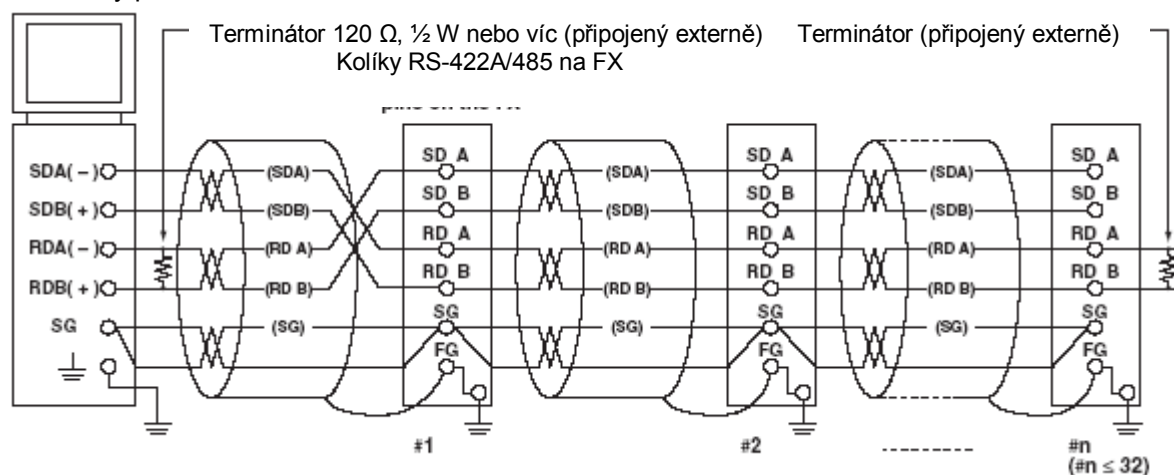 Terminátor 120 Ω, ½ W nebo víc (připojený externě) Terminátor (připojený externě)
Kolíky RS-422A/485 na FX
SDA( – )
SDB( + )
RDA( – )
RDB( + )
SG
(SDA)
(SDB)
(RD A)
(RD B)
(SG)
SD A
SD B
RD A
RD B
SG
FG
(SDA)
(SDB)
(RD A)
(RD B)
(SG)
SD A
SD B
RD A
RD B
SG
FG
(SDA)
(SDB)
(RD A)
(RD B)
(SG)
SD A
SD B
RD A
RD B
SG
FG
#1
#2
#n
(#n ≤ 32)